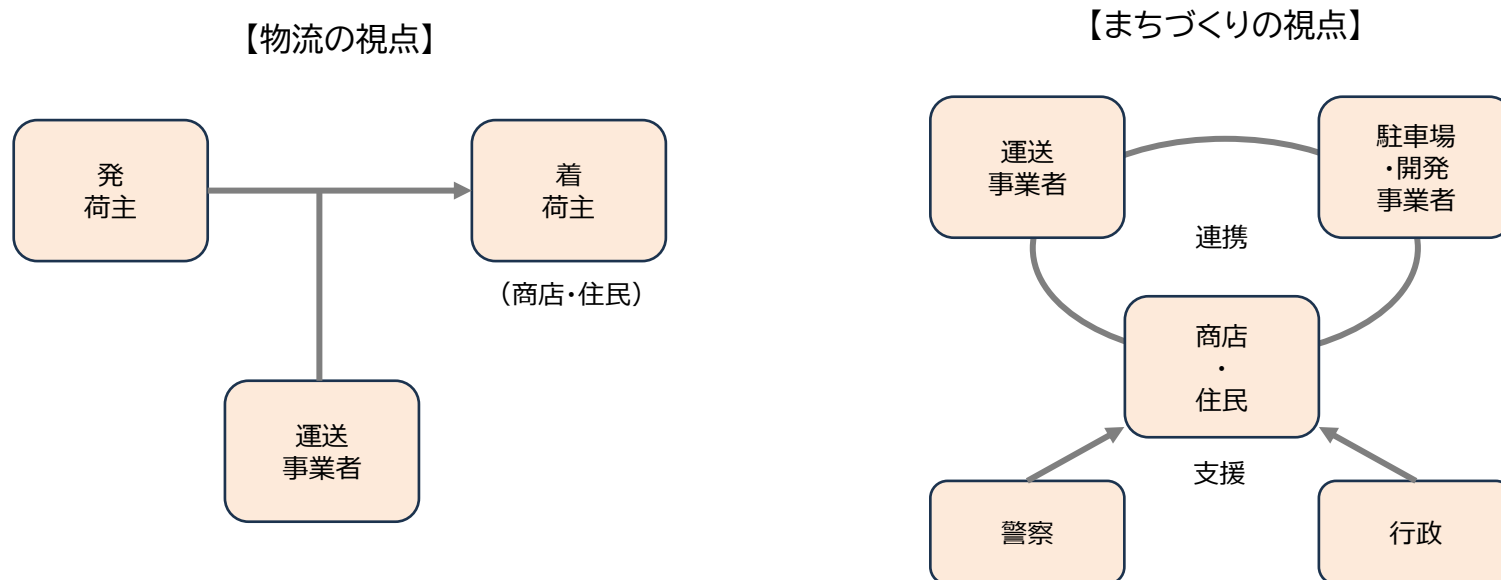 【物流の視点】
発
荷主
着
荷主
（商店・住民）
運送
事業者
【まちづくりの視点】
運送
事業者
駐車場
・開発
事業者
連携
商店
・
住民
支援
警察
行政